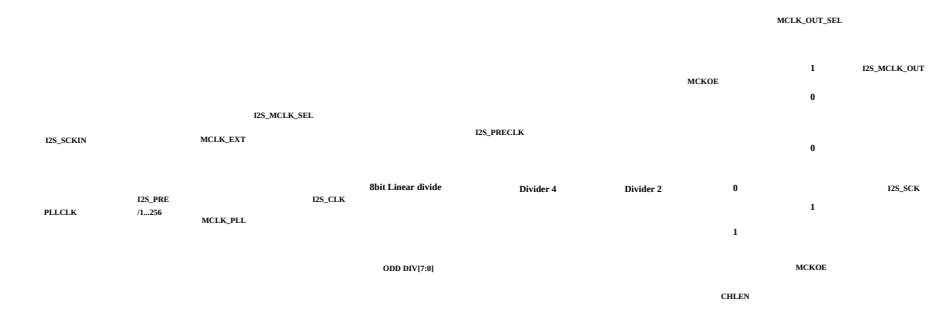 MCLK_OUT_SEL
1
I2S_MCLK_OUT
MCKOE
0
I2S_MCLK_SEL
I2S_PRECLK
I2S_SCKIN
MCLK_EXT
0
8bit Linear divide
Divider 4
Divider 2
0
I2S_SCK
I2S_PRE
I2S_CLK
1
PLLCLK
/1...256
MCLK_PLL
1
ODD DIV[7:0]
MCKOE
CHLEN